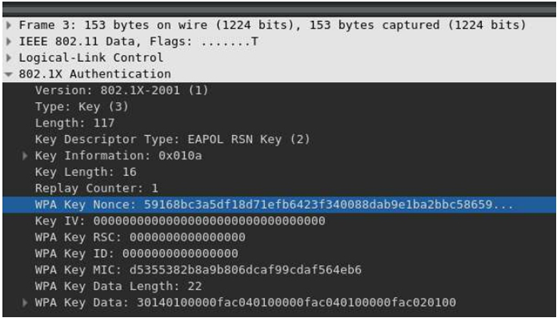 Frame 3: 153 bytes on wire (1224 bits), 153 bytes captured (1224 bits)
IEEE 802.11 Data, Flags: .......T
Logical-Link Control
802.1X Authentication
Version: 802.1X-2001 (1)
Type: Key (3)
Length: 117
Key Descriptor Type: EAPOL RSN Key (2)
Key Information: 0x010a
Key Length: 16
Replay Counter: 1
WPA Key Nonce: 59168bc3a5df18d71efb6423f340088dab9e1ba2bbc58659...
Key IV: 00000000000000000000000000000000
WPA Key RSC: 0000000000000000
WPA Key ID: 0000000000000000
WPA Key MIC: d5355382b8a9b806dcaf99cdaf564eb6
WPA Key Data Length: 22
WPA Key Data: 30140100000fac040100000fac040100000fac020100